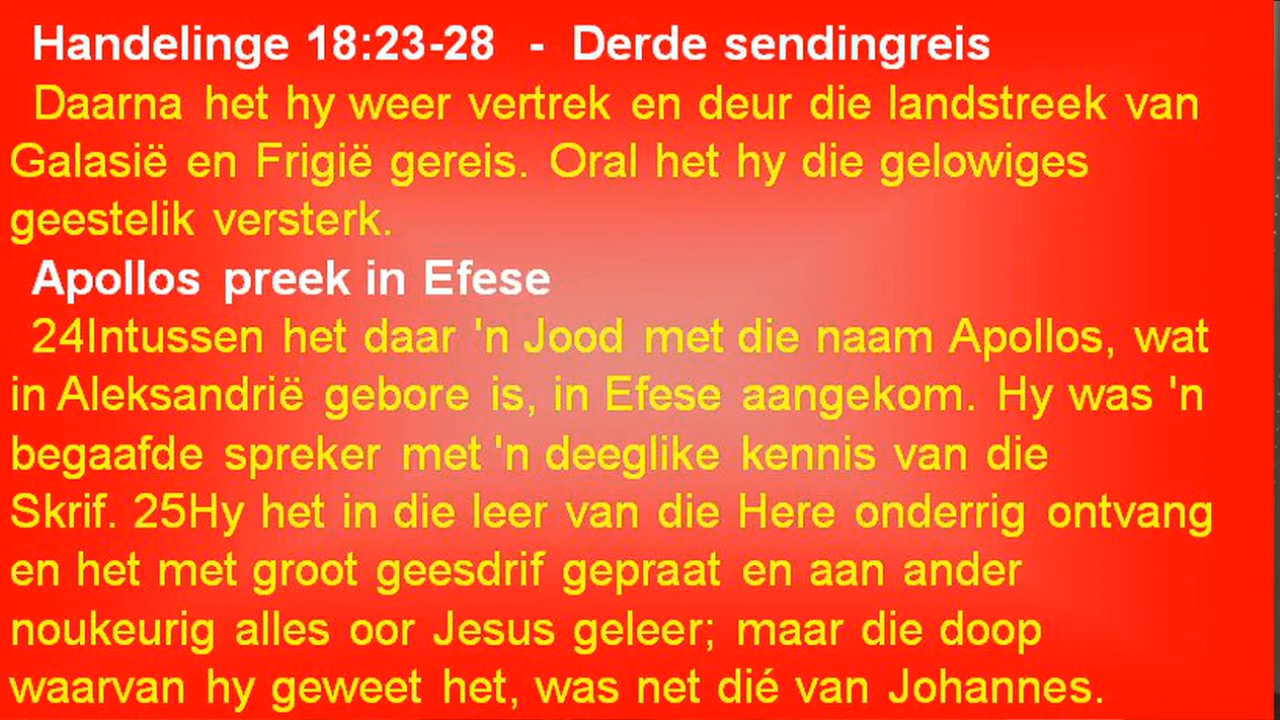 Handelinge 18:23-28 - Derde sendingreis
Daarna het hy weer vertrek en deur die landstreek van
Galasië en Frigië gereis. Oral het hy die gelowiges
geestelik versterk.
Apollos preek in Efese
24Intussen het daar 'n Jood met die naam Apollos, wat
in Aleksandrië gebore is, in Efese aangekom. Hy was 'n
begaafde spreker met 'n deeglike kennis van die
Skrif. 25Hy het in die leer van die Here onderrig ontvang
en het met groot geesdrif gepraat en aan ander
noukeurig alles oor Jesus geleer; maar die doop
waarvan hy geweet het, was net dié van Johannes.